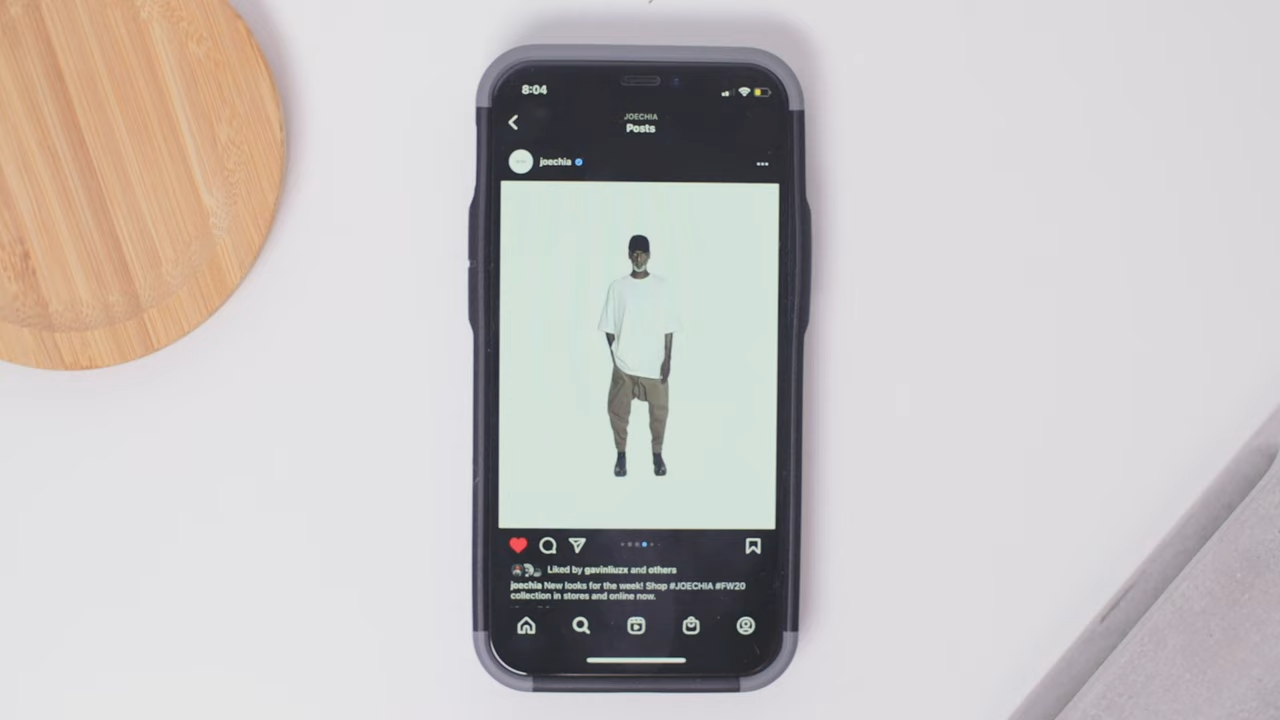 8:04
JOECHIA
Posts
joechia
Liked by gavinliuzx and others
joechia New looks for the week! Shop #JOECHIA #FW20
collection in stores and online now.